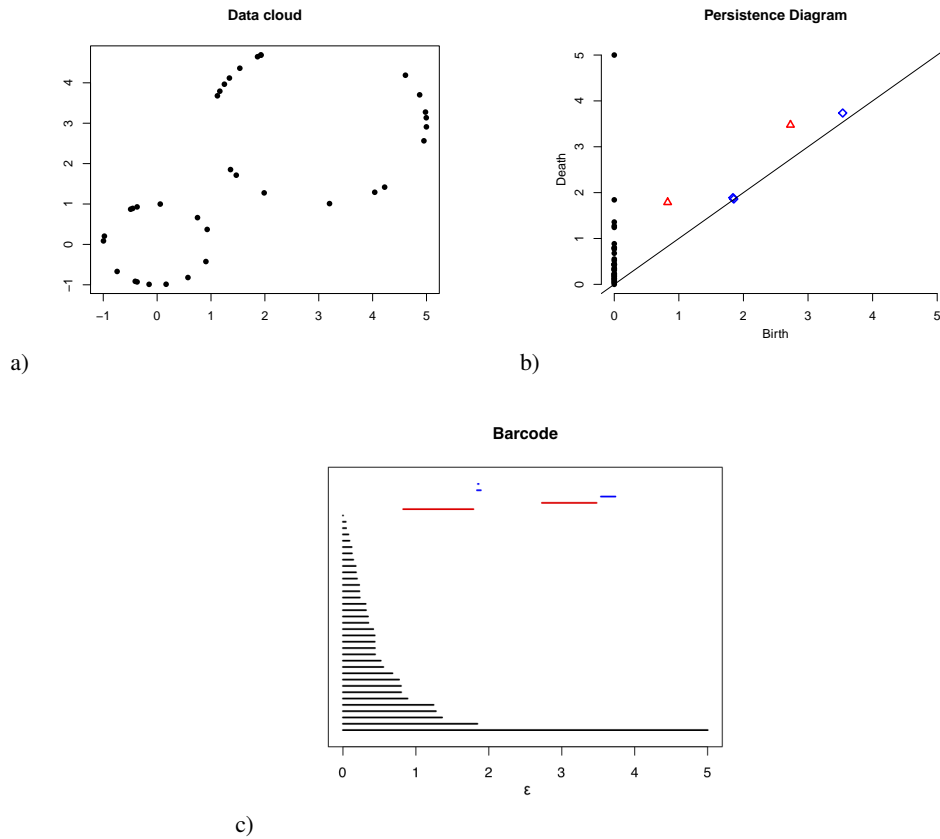 Data cloud
4
3
2
1
0
−1
−1 0 1 2 3 4 5
a)
Persistence Diagram
Death
5
4
3
2
1
0
0 1 2 3 4 5
Birth
b)
Barcode
0 1 2 3 4 5
ε
c)